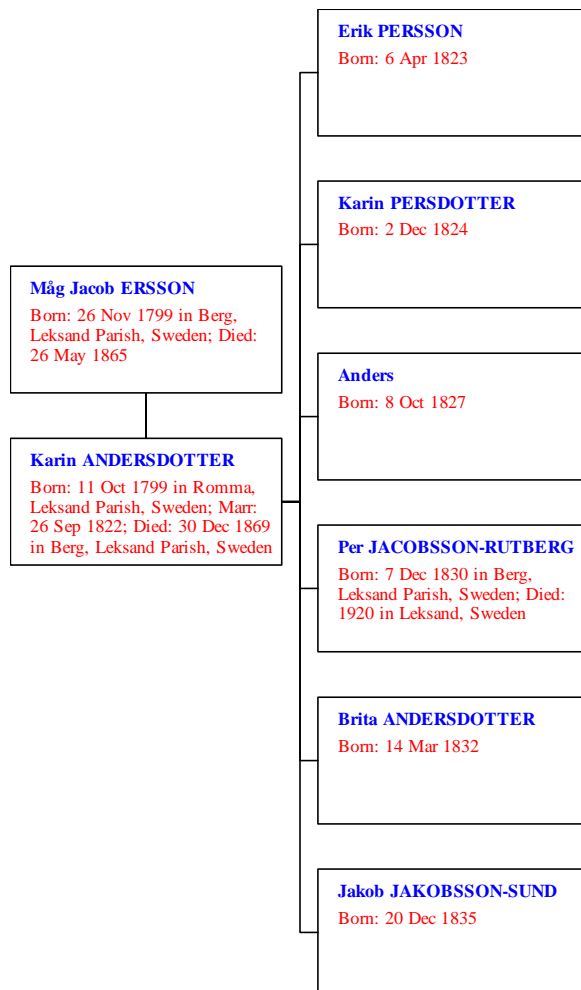 Erik PERSSON
Born: 6 Apr 1823
Karin PERSDOTTER
Born: 2 Dec 1824
Måg Jacob ERSSON
Born: 26 Nov 1799 in Berg,
Leksand Parish, Sweden; Died:
26 May 1865
Anders
Born: 8 Oct 1827
Karin ANDERSDOTTER
Born: 11 Oct 1799 in Romma,
Leksand Parish, Sweden; Marr:
26 Sep 1822; Died: 30 Dec 1869
in Berg, Leksand Parish, Sweden
Per JACOBSSON-RUTBERG
Born: 7 Dec 1830 in Berg,
Leksand Parish, Sweden; Died:
1920 in Leksand, Sweden
Brita ANDERSDOTTER
Born: 14 Mar 1832
Jakob JAKOBSSON-SUND
Born: 20 Dec 1835